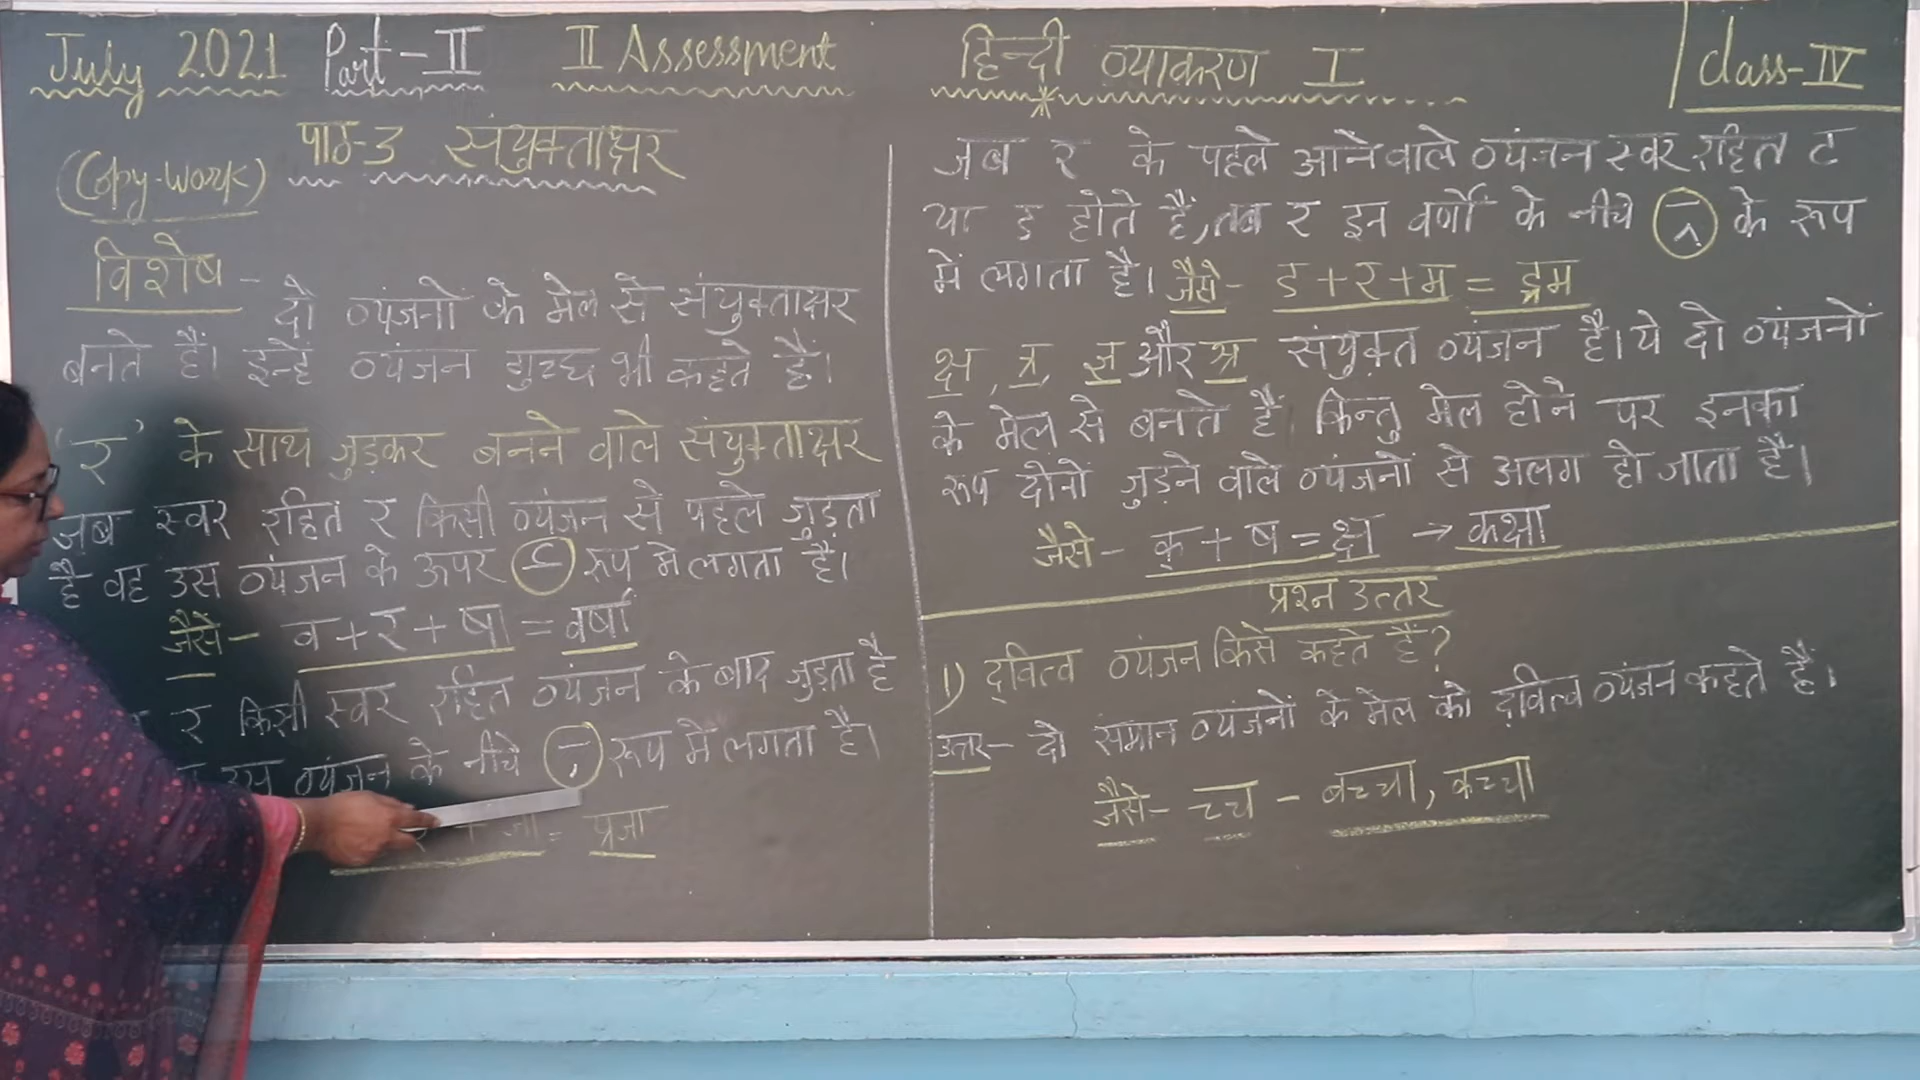 July 2021 Part-II II Assessment
(Copy-work) पाठ-3 संयुक्ताक्षर
विशेष - दो व्यंजनों के मेल से संयुक्ताक्षर
बनते हैं। इन्हें व्यंजन गुच्छ भी कहते हैं।
'र' के साथ जुड़कर बनने वाले संयुक्ताक्षर
जब स्वर रहित र किसी व्यंजन से पहले जुड़ता
है वह उस व्यंजन के ऊपर र्‍ रूप मे लगता है।
जैसे - व + र + षा = वर्षा
र किसी स्वर रहित व्यंजन के बाद जुड़ता है
उस व्यंजन के नीचे रूप में लगता है।
र + जा = प्रजा
हिन्दी व्याकरण I Class-IV
जब र के पहले आने वाले व्यंजन स्वर रहित ट
या ड होते हैं, तब र इन वर्णों के नीचे के रूप
में लगता है। जैसे - ड + र + म = ड्रम
क्ष, त्र, ज्ञ और श्र संयुक्त व्यंजन है। ये दो व्यंजनों
के मेल से बनते हैं किन्तु मेल होने पर इनका
रूप दोनो जुड़ने वाले व्यंजनों से अलग हो जाता है।
जैसे - क् + ष = क्ष → कक्षा
प्रश्न उत्तर
1) द्वित्व व्यंजन किसे कहते हैं?
उत्तर - दो समान व्यंजनों के मेल को द्वित्व व्यंजन कहते हैं।
जैसे - च्च - बच्चा, कच्चा